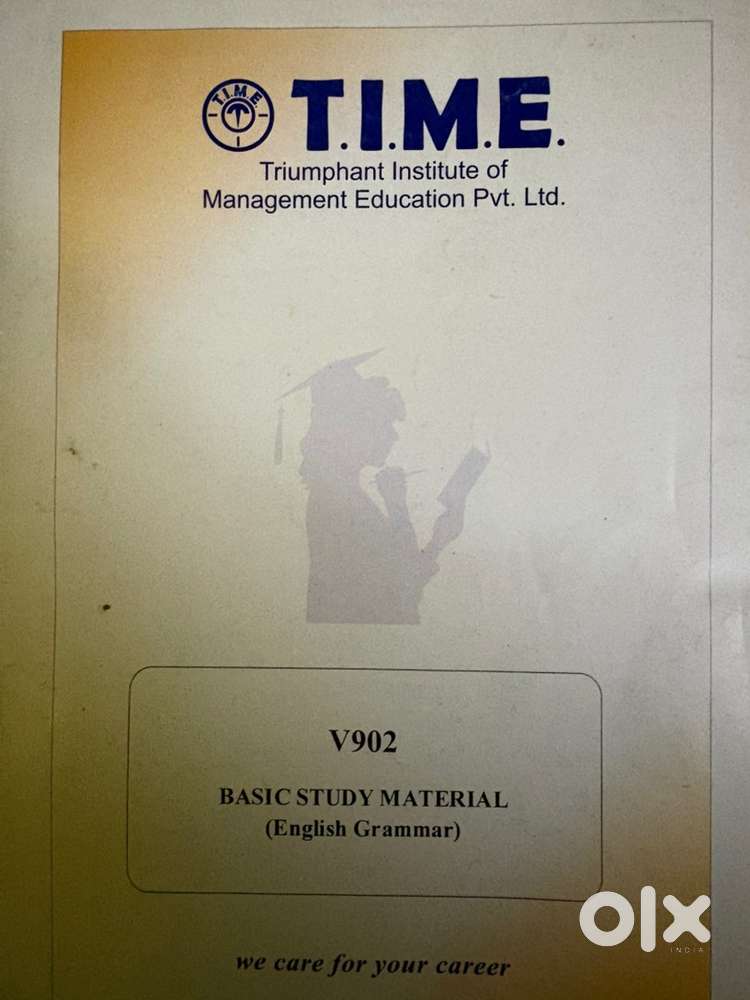 T.I.M.E.
T.I.M.E.
Triumphant Institute of
Management Education Pvt. Ltd.
V902
BASIC STUDY MATERIAL
(English Grammar)
olx
INDIA
we care for your career